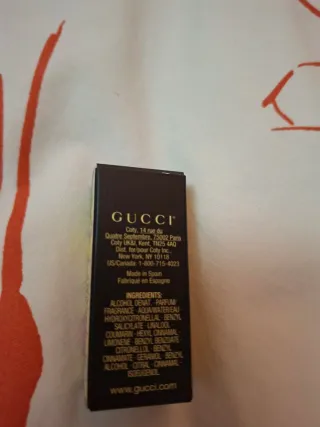 GUCCI
Coty, 14 rue du
Quatre Septembre, 75002 Paris
Coty UK&I, Kent, TN25 4AQ
Dist. by/par Coty Inc.
New York, NY 10118
US/Canada: 1-800-715-4023
Made in Spain
Fabriqué en Espagne
INGREDIENTS:
ALCOHOL DENAT. · PARFUM/
FRAGRANCE · AQUA/WATER/EAU ·
HYDROXYCITRONELLAL · BENZYL
SALICYLATE · LINALOOL
COUMARIN · HEXYL CINNAMAL ·
LIMONENE · BENZYL BENZOATE
CITRONELLOL · BENZYL
CINNAMATE · GERANIOL · BENZYL
ALCOHOL · CITRAL · CINNAMAL ·
ISOEUGENOL
www.gucci.com